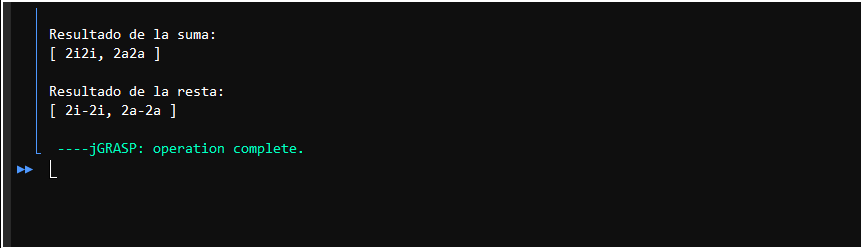 Resultado de la suma:
[ 2i2i, 2a2a ]
Resultado de la resta:
[ 2i-2i, 2a-2a ]
----jGRASP: operation complete.